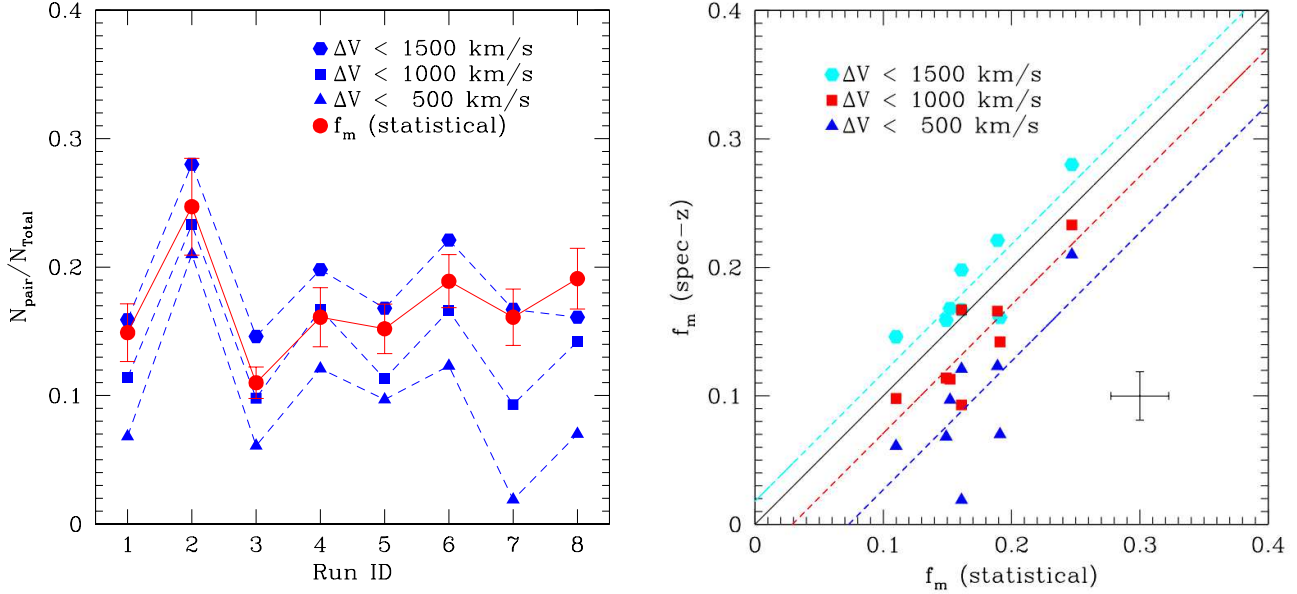 0.4
0.3
0.2
0.1
0
N_pair/N_Total
ΔV < 1500 km/s
ΔV < 1000 km/s
ΔV < 500 km/s
f_m (statistical)
1 2 3 4 5 6 7 8
Run ID
0.4
0.3
0.2
0.1
0
f_m (spec-z)
ΔV < 1500 km/s
ΔV < 1000 km/s
ΔV < 500 km/s
0 0.1 0.2 0.3 0.4
f_m (statistical)